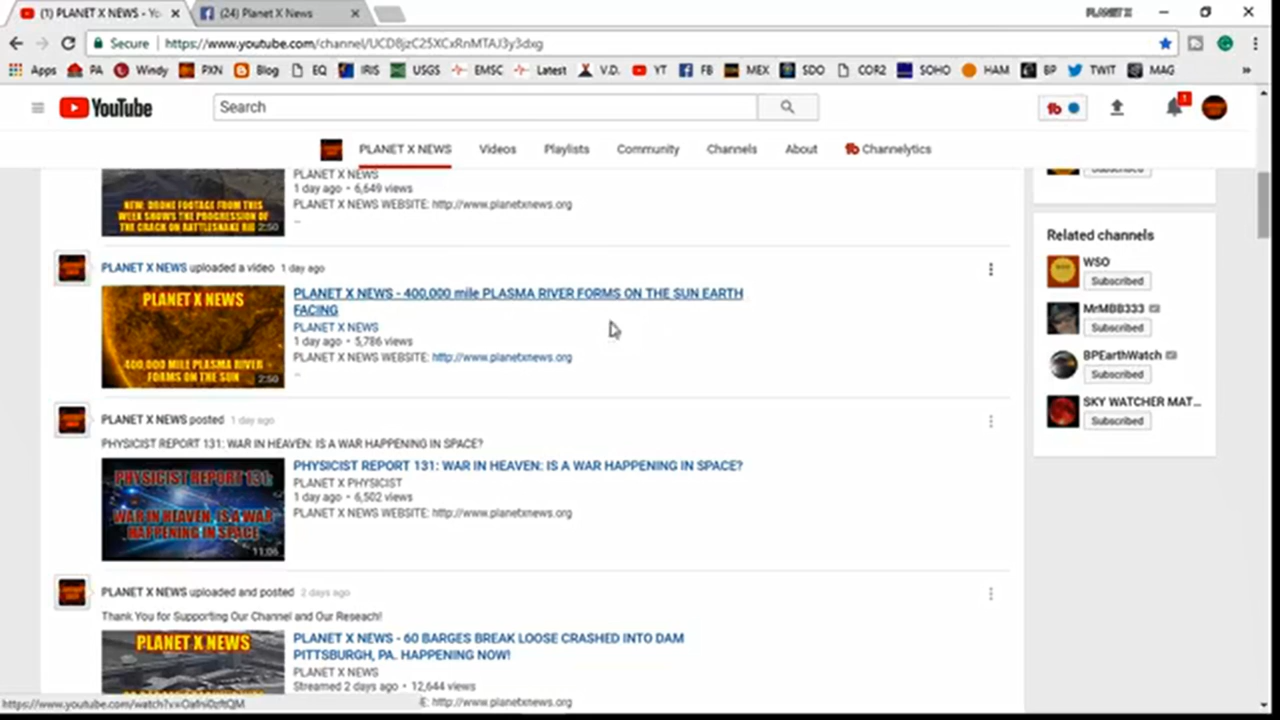 (1) PLANET X NEWS - Yo
(24) Planet X News
PLANET X
Secure
https://www.youtube.com/channel/UCDBjzC25XCxRnMTAJ3y3dxg
Apps PA Windy PXN Blog EQ IRIS USGS EMSC Latest V.D. YT FB MEX SDO COR2 SOHO HAM BP TWIT MAG »
YouTube
Search
tb
1
PLANET X NEWS Videos Playlists Community Channels About tb Channelytics
PLANET X NEWS
1 day ago • 6,649 views
PLANET X NEWS WEBSITE: http://www.planetxnews.org
...
NEW: DRONE FOOTAGE FROM THIS
WEEK SHOWS THE PROGRESSION OF
THE CRACK ON RATTLESNAKE RIG
2:50
Subscribed
PLANET X NEWS uploaded a video 1 day ago
PLANET X NEWS
400,000 MILE PLASMA RIVER
FORMS ON THE SUN
2:50
PLANET X NEWS - 400,000 mile PLASMA RIVER FORMS ON THE SUN EARTH
FACING
PLANET X NEWS
1 day ago • 5,786 views
PLANET X NEWS WEBSITE: http://www.planetxnews.org
...
PLANET X NEWS posted 1 day ago
PHYSICIST REPORT 131: WAR IN HEAVEN: IS A WAR HAPPENING IN SPACE?
PHYSICIST REPORT 131:
WAR IN HEAVEN, IS A WAR
HAPPENING IN SPACE
11:06
PHYSICIST REPORT 131: WAR IN HEAVEN: IS A WAR HAPPENING IN SPACE?
PLANET X PHYSICIST
1 day ago • 6,502 views
PLANET X NEWS WEBSITE: http://www.planetxnews.org
PLANET X NEWS uploaded and posted 2 days ago
Thank You for Supporting Our Channel and Our Reseach!
PLANET X NEWS
PLANET X NEWS - 60 BARGES BREAK LOOSE CRASHED INTO DAM
PITTSBURGH, PA. HAPPENING NOW!
PLANET X NEWS
Streamed 2 days ago • 12,644 views
E: http://www.planetxnews.org
Related channels
WSO
Subscribed
MrMBB333
Subscribed
BPEarthWatch
Subscribed
SKY WATCHER MAT...
Subscribed